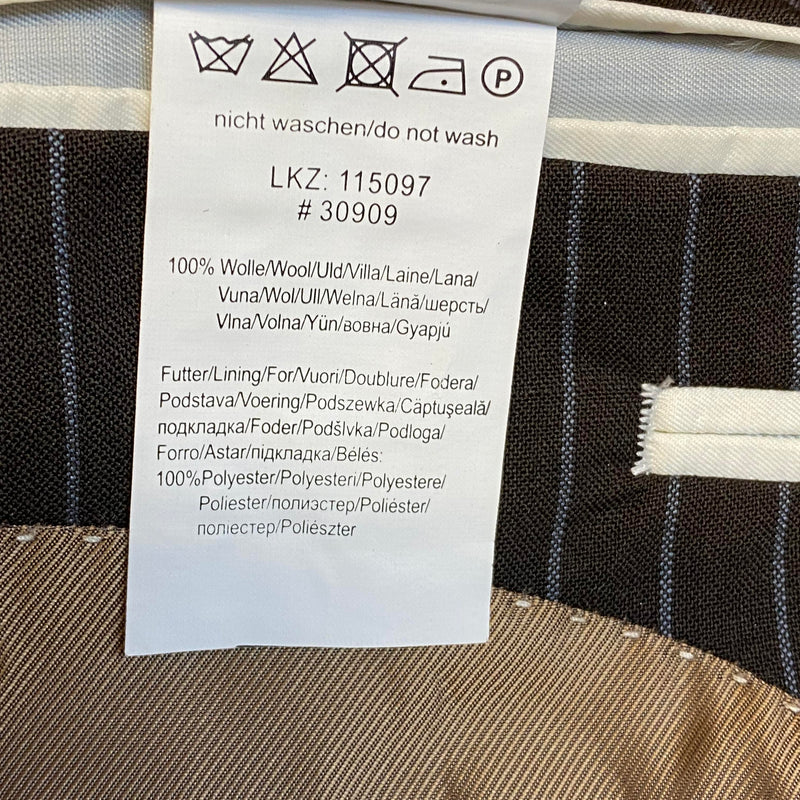 P
nicht waschen/do not wash
LKZ: 115097
# 30909
100% Wolle/Wool/Uld/Villa/Laine/Lana/
Vuna/Wol/Ull/Welna/Länä/шерсть/
Vlna/Volna/Yün/вовна/Gyapjú
Futter/Lining/For/Vuori/Doublure/Fodera/
Podstava/Voering/Podszewka/Căptuşeală/
подкладка/Foder/Podšívka/Podloga/
Forro/Astar/підкладка/Bélés:
100%Polyester/Polyesteri/Polyestere/
Poliester/полиэстер/Poliéster/
поліестер/Poliészter